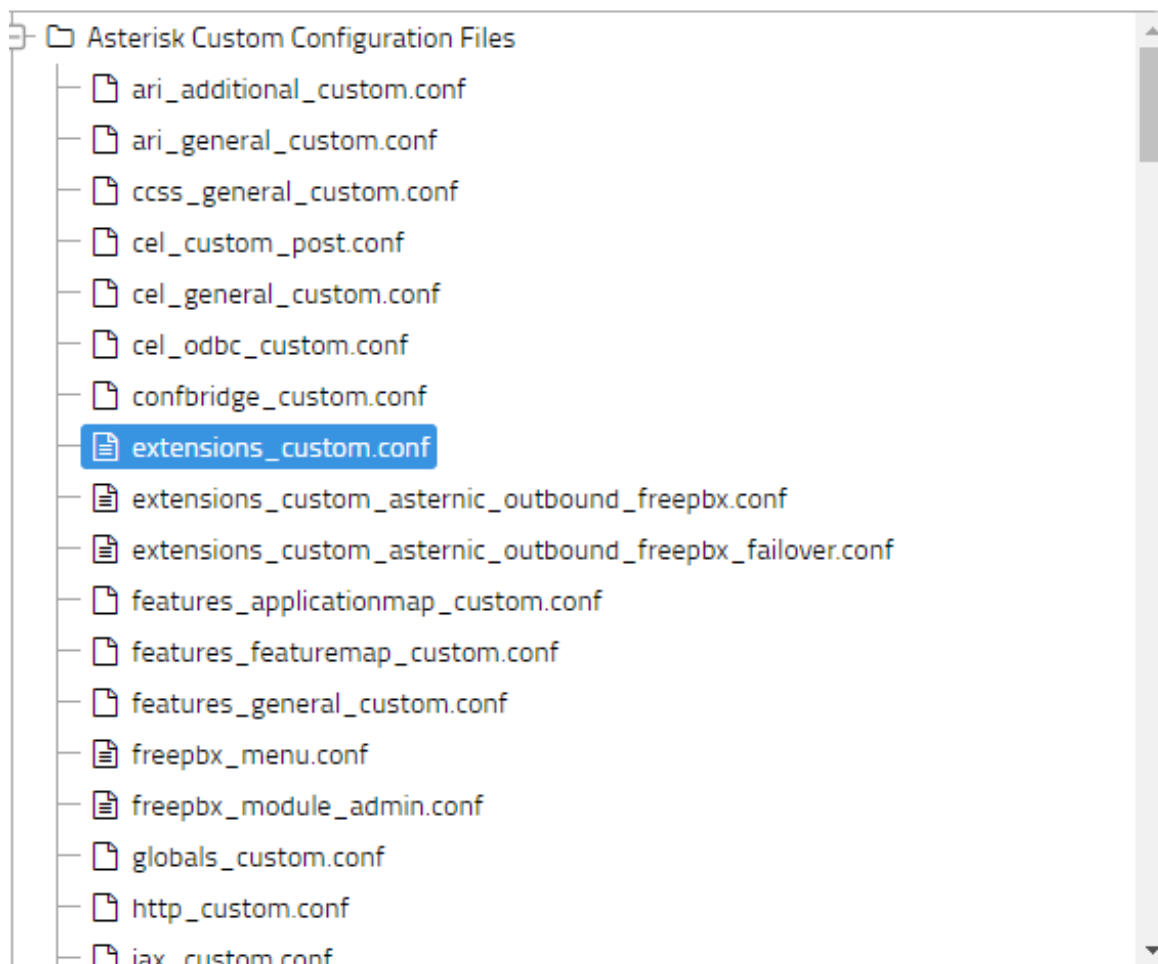 Asterisk Custom Configuration Files
ari_additional_custom.conf
ari_general_custom.conf
ccss_general_custom.conf
cel_custom_post.conf
cel_general_custom.conf
cel_odbc_custom.conf
confbridge_custom.conf
extensions_custom.conf
extensions_custom_asternic_outbound_freepbx.conf
extensions_custom_asternic_outbound_freepbx_failover.conf
features_applicationmap_custom.conf
features_featuremap_custom.conf
features_general_custom.conf
freepbx_menu.conf
freepbx_module_admin.conf
globals_custom.conf
http_custom.conf
iax_custom.conf